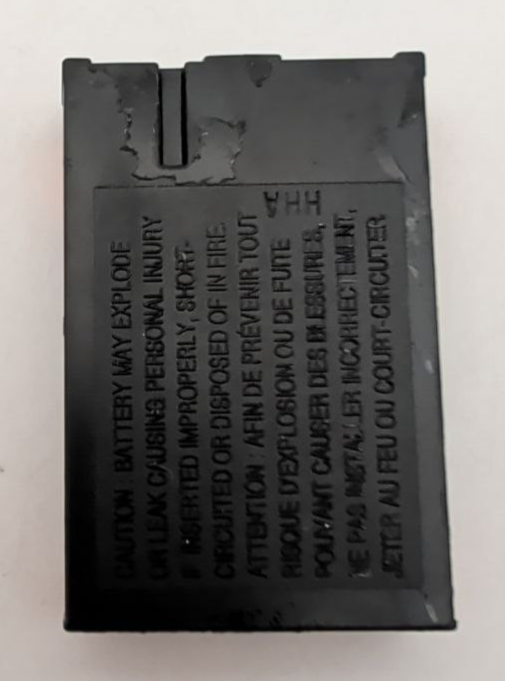 CAUTION : BATTERY MAY EXPLODE
OR LEAK CAUSING PERSONAL INJURY
IF INSERTED IMPROPERLY, SHORT-
CIRCUITED OR DISPOSED OF IN FIRE.
ATTENTION : AFIN DE PRÉVENIR TOUT
RISQUE D'EXPLOSION OU DE FUITE
POUVANT CAUSER DES BLESSURES,
NE PAS INSTALLER INCORRECTEMENT,
JETER AU FEU OU COURT-CIRCUITER.
HHA